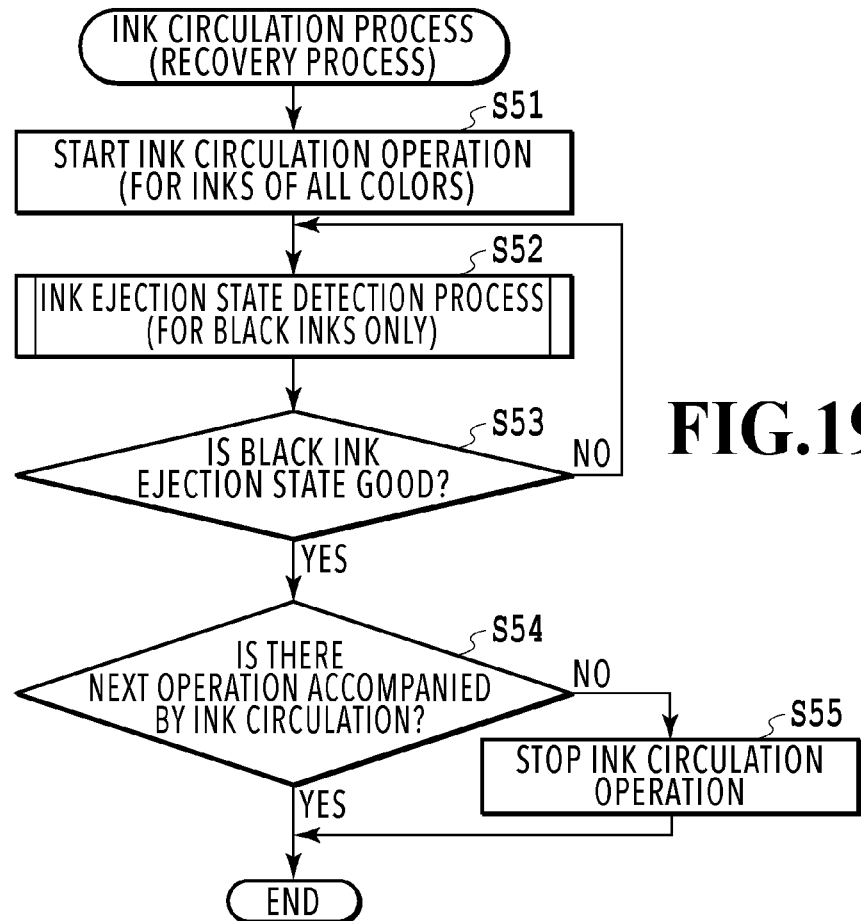 INK CIRCULATION PROCESS
(RECOVERY PROCESS)
S51
START INK CIRCULATION OPERATION
(FOR INKS OF ALL COLORS)
S52
INK EJECTION STATE DETECTION PROCESS
(FOR BLACK INKS ONLY)
S53
IS BLACK INK
EJECTION STATE GOOD?
NO
FIG.19
YES
S54
IS THERE
NEXT OPERATION ACCOMPANIED
BY INK CIRCULATION?
NO
S55
STOP INK CIRCULATION
OPERATION
YES
END